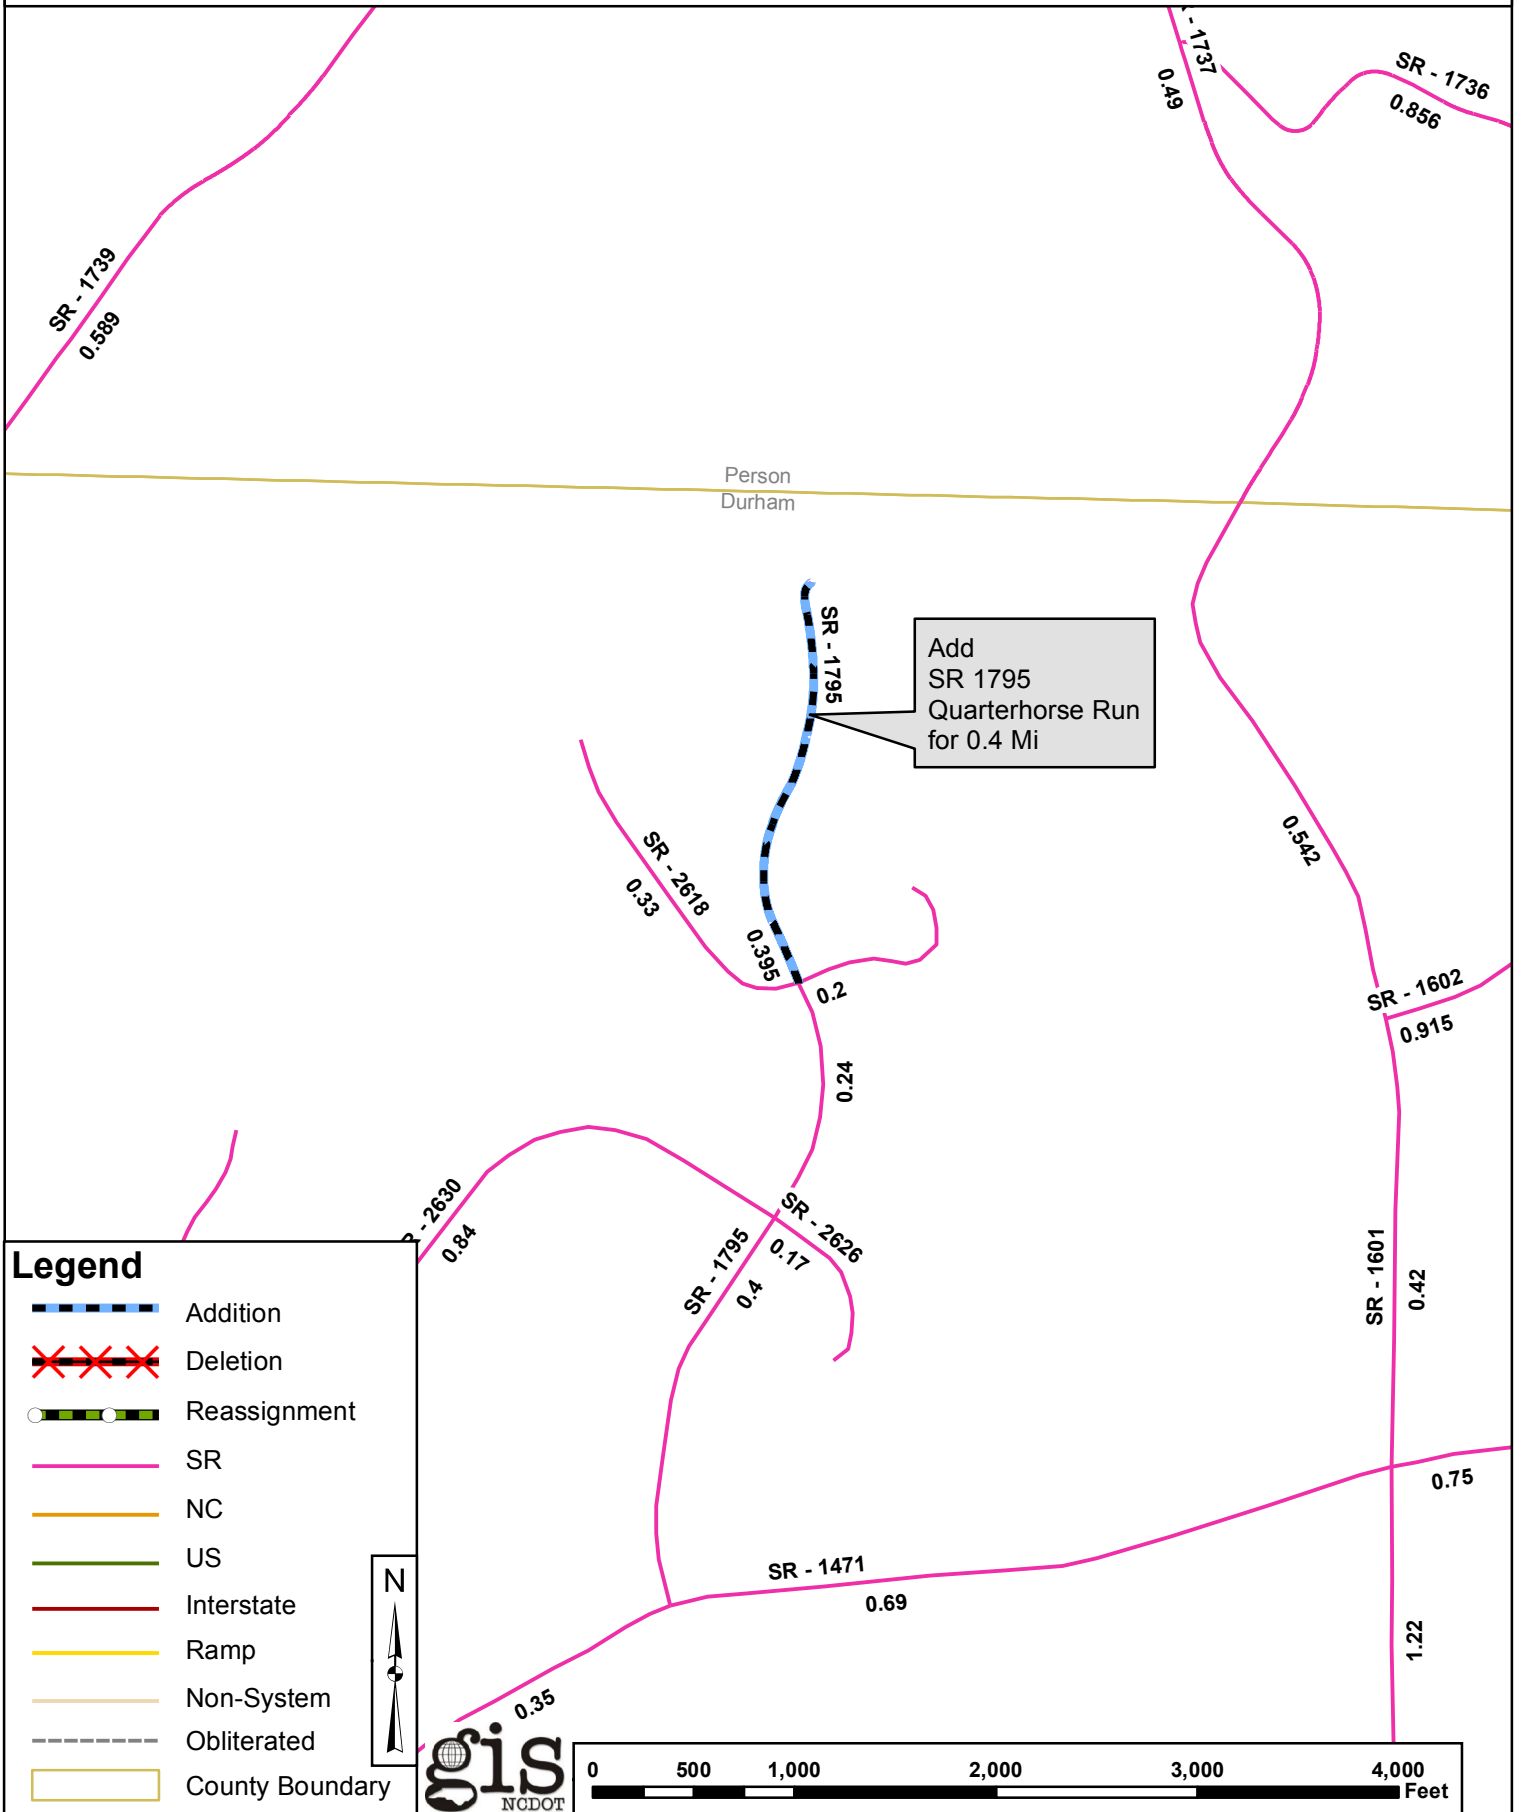 - 1737
0.49
SR - 1736
0.856
SR - 1739
0.589
Person
Durham
SR - 1795
Add
SR 1795
Quarterhorse Run
for 0.4 Mi
0.542
SR - 2618
0.33
0.395
0.2
SR - 1602
0.915
0.24
- 2630
0.84
SR - 2626
0.17
SR - 1795
0.4
SR - 1601
0.42
0.75
SR - 1471
0.69
1.22
0.35
Legend
Addition
Deletion
Reassignment
SR
NC
US
Interstate
Ramp
Non-System
Obliterated
County Boundary
N
gis
NCDOT
0 500 1,000 2,000 3,000 4,000
Feet